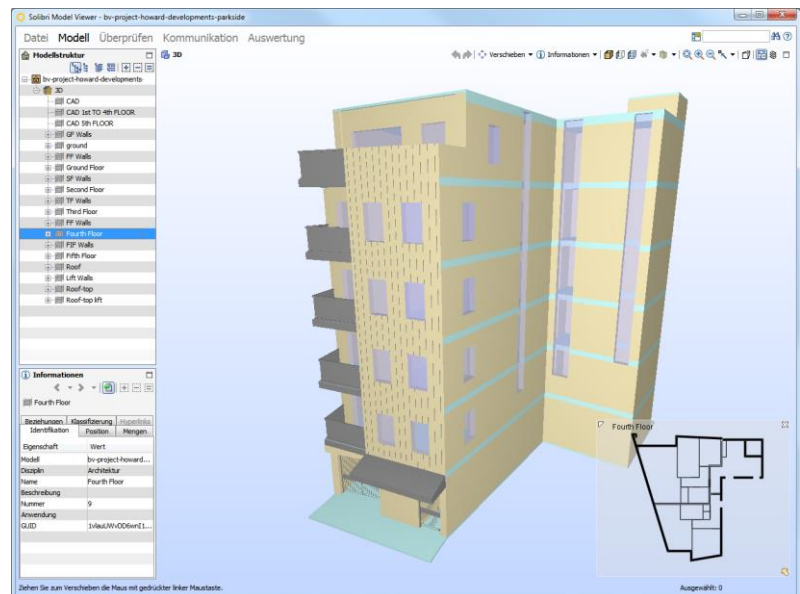 Solibri Model Viewer - bv-project-howard-developments-parkside
Datei Modell Überprüfen Kommunikation Auswertung
Modellstruktur
3D
Verschieben
Informationen
bv-project-howard-developments-
3D
CAD
CAD 1st TO 4th FLOOR
CAD 5th FLOOR
GF Walls
ground
FF Walls
Ground Floor
SF Walls
Second Floor
TF Walls
Third Floor
FF Walls
Fourth Floor
FIF Walls
Fifth Floor
Roof
Lift Walls
Roof-top
Roof-top lift
Informationen
Fourth Floor
Beziehungen Klassifizierung Hyperlinks
Identifikation Position Mengen
Eigenschaft Wert
Modell bv-project-howard...
Disziplin Architektur
Name Fourth Floor
Beschreibung
Nummer 9
Anwendung
GUID
Fourth Floor
Ziehen Sie zum Verschieben die Maus mit gedrückter linker Maustaste.
Ausgewählt: 0